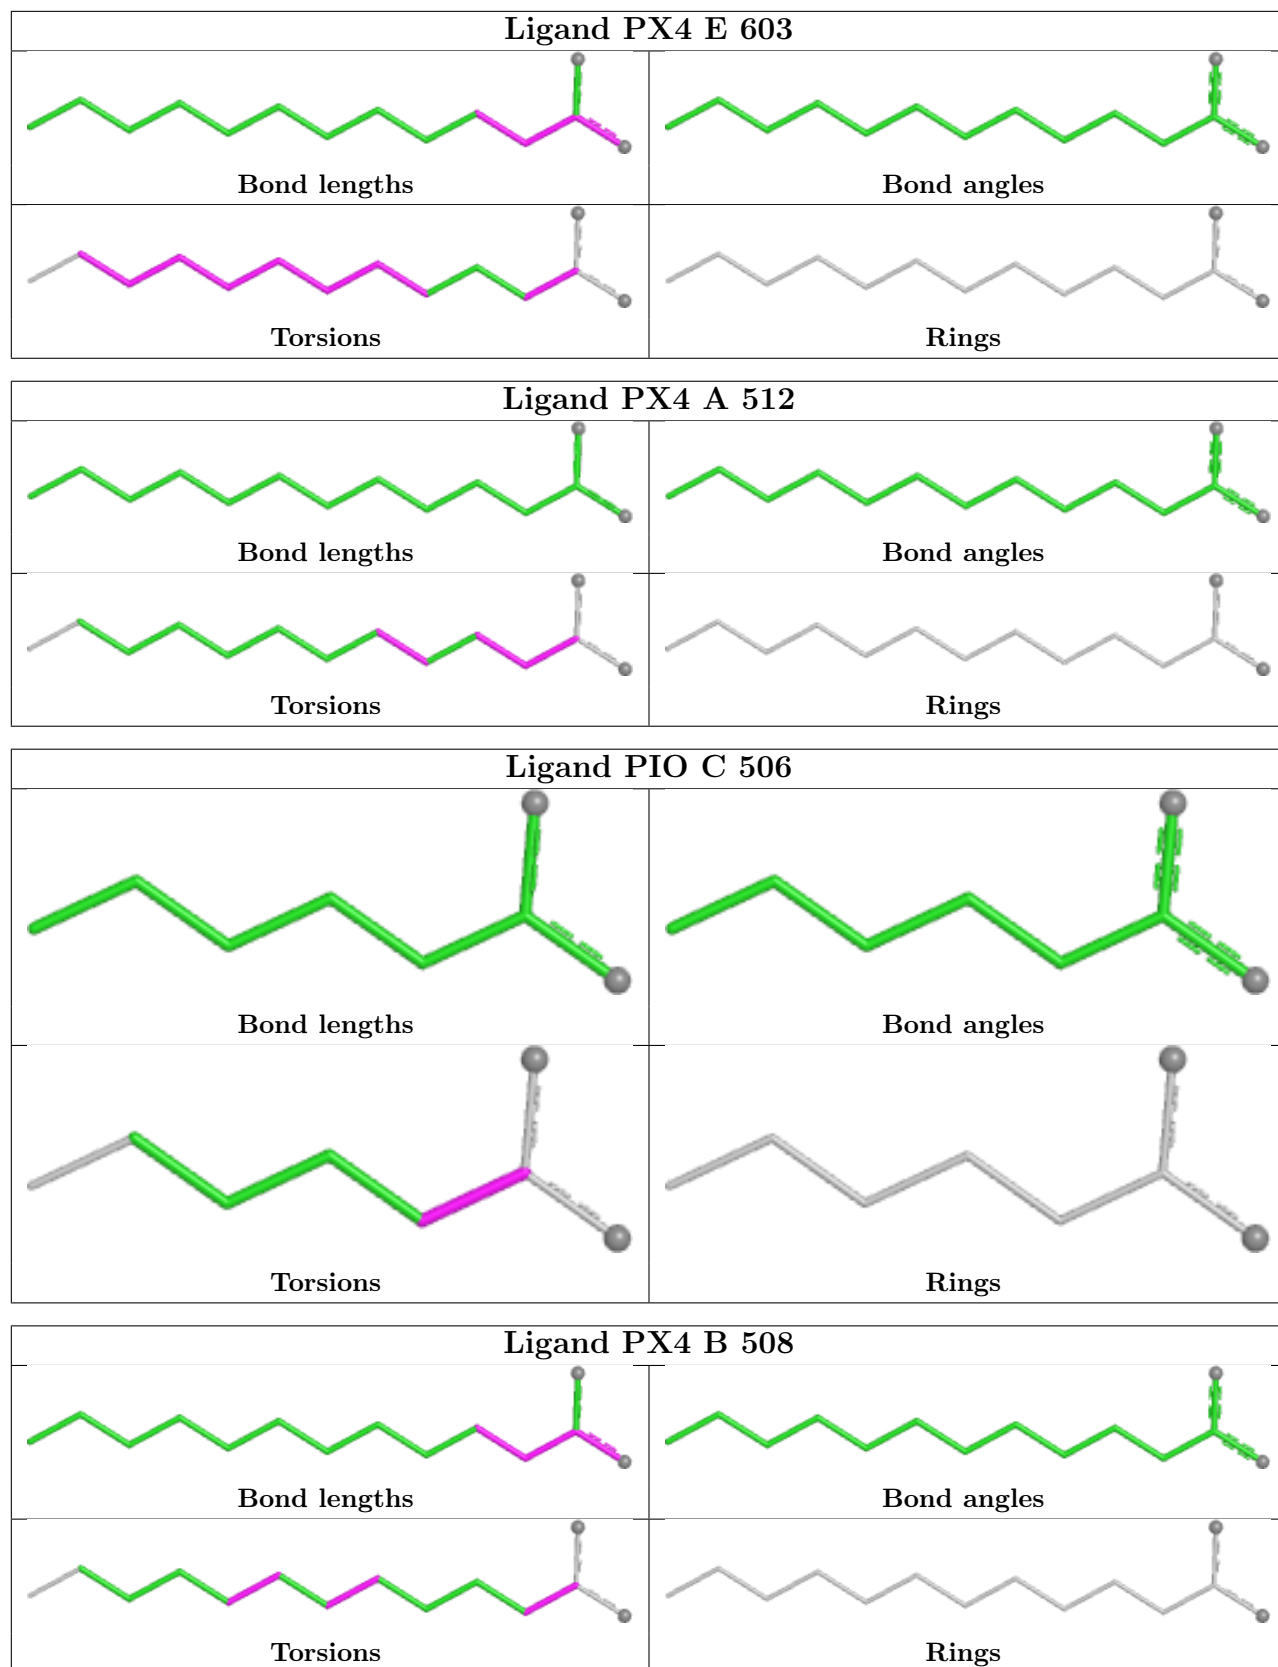 Ligand PX4 E 603
Bond lengths
Bond angles
Torsions
Rings
Ligand PX4 A 512
Bond lengths
Bond angles
Torsions
Rings
Ligand PIO C 506
Bond lengths
Bond angles
Torsions
Rings
Ligand PX4 B 508
Bond lengths
Bond angles
Torsions
Rings